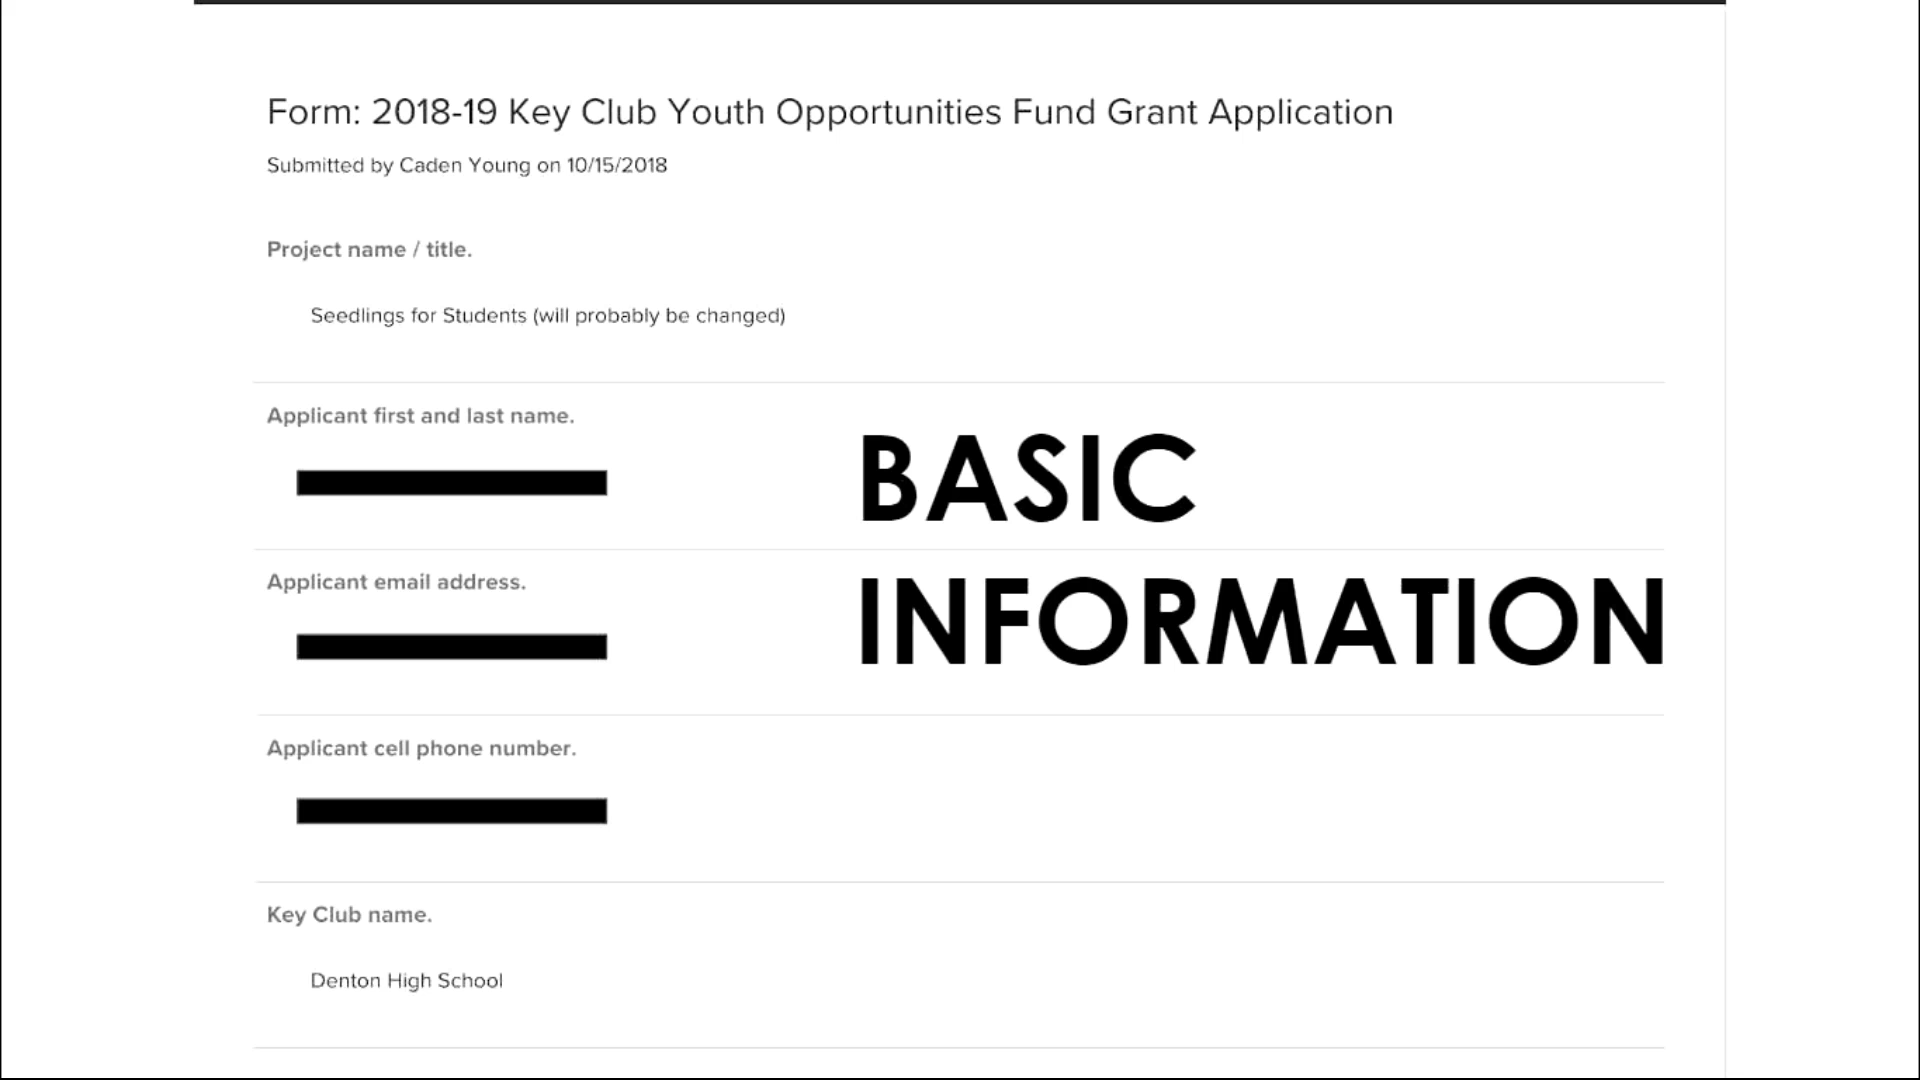 Form: 2018-19 Key Club Youth Opportunities Fund Grant Application
Submitted by Caden Young on 10/15/2018
Project name / title.
Seedlings for Students (will probably be changed)
Applicant first and last name.
BASIC
INFORMATION
Applicant email address.
Applicant cell phone number.
Key Club name.
Denton High School